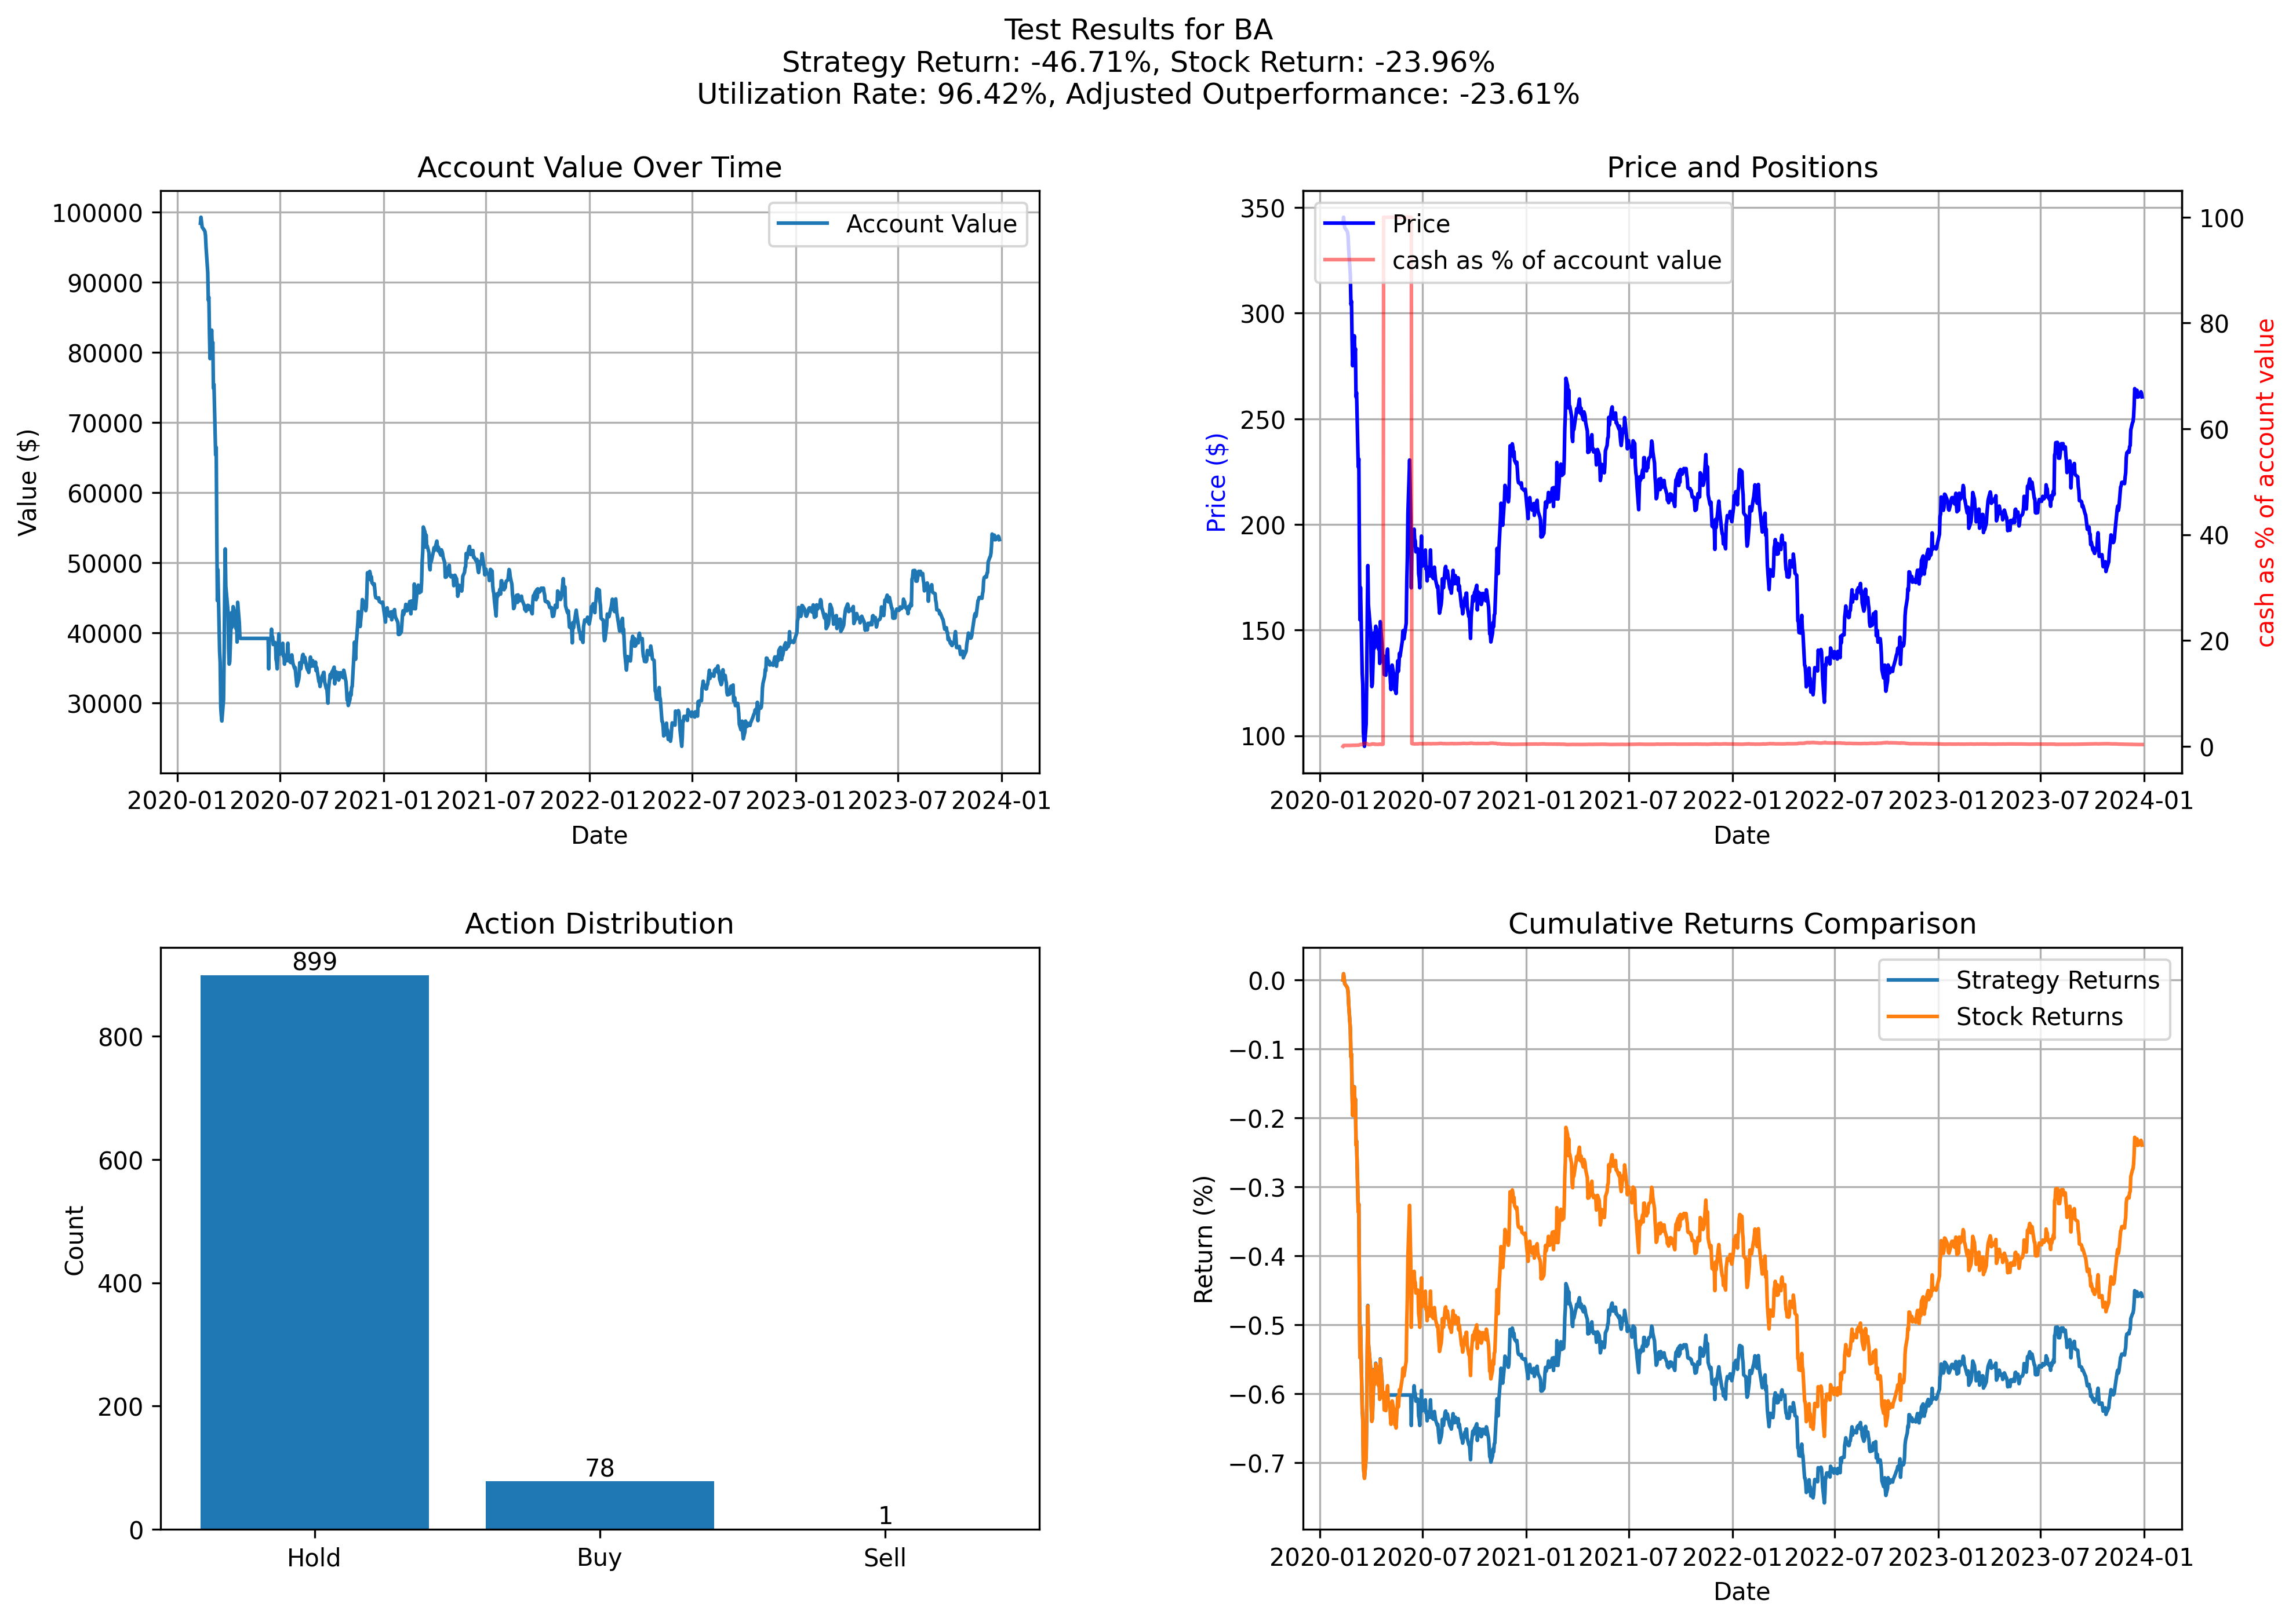 Test Results for BA
Strategy Return: -46.71%, Stock Return: -23.96%
Utilization Rate: 96.42%, Adjusted Outperformance: -23.61%
Account Value Over Time
Account Value
100000
90000
80000
70000
60000
50000
40000
30000
Value ($)
2020-01 2020-07 2021-01 2021-07 2022-01 2022-07 2023-01 2023-07 2024-01
Date
Price and Positions
Price
cash as % of account value
350
300
250
200
150
100
Price ($)
100
80
60
40
20
0
cash as % of account value
2020-01 2020-07 2021-01 2021-07 2022-01 2022-07 2023-01 2023-07 2024-01
Date
Action Distribution
899
78
1
800
600
400
200
0
Count
Hold Buy Sell
Cumulative Returns Comparison
Strategy Returns
Stock Returns
0.0
−0.1
−0.2
−0.3
−0.4
−0.5
−0.6
−0.7
Return (%)
2020-01 2020-07 2021-01 2021-07 2022-01 2022-07 2023-01 2023-07 2024-01
Date